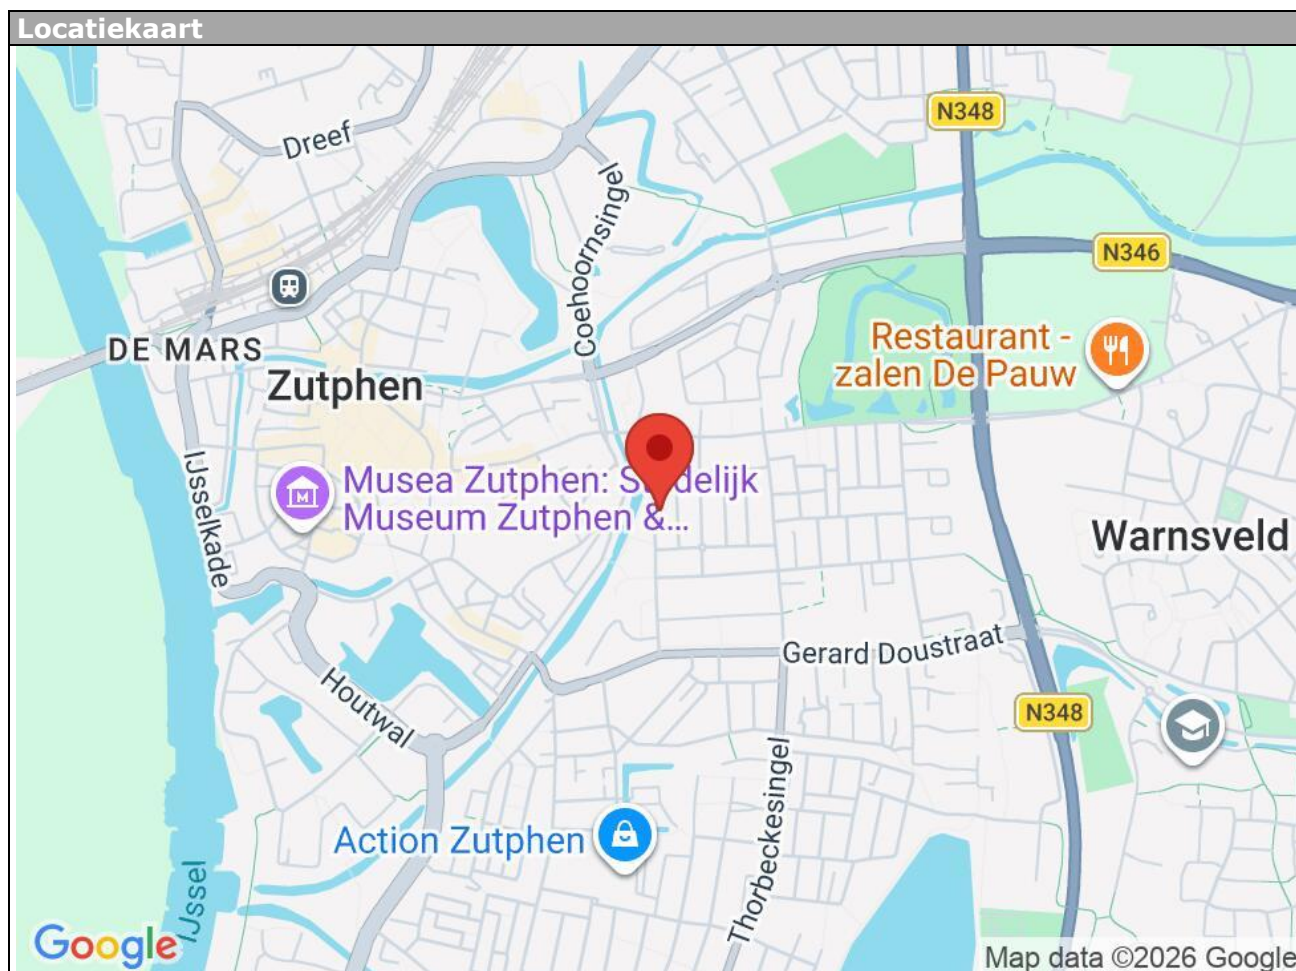 Locatiekaart
N348
Dreef
Coehoornsingel
N346
DE MARS
Restaurant -
zalen De Pauw
Zutphen
IJsselkade
Musea Zutphen: S delijk
Museum Zutphen &...
Warnsveld
Gerard Doustraat
Houtwal
N348
Thorbeckesingel
Action Zutphen
IJssel
Google
Map data ©2026 Google